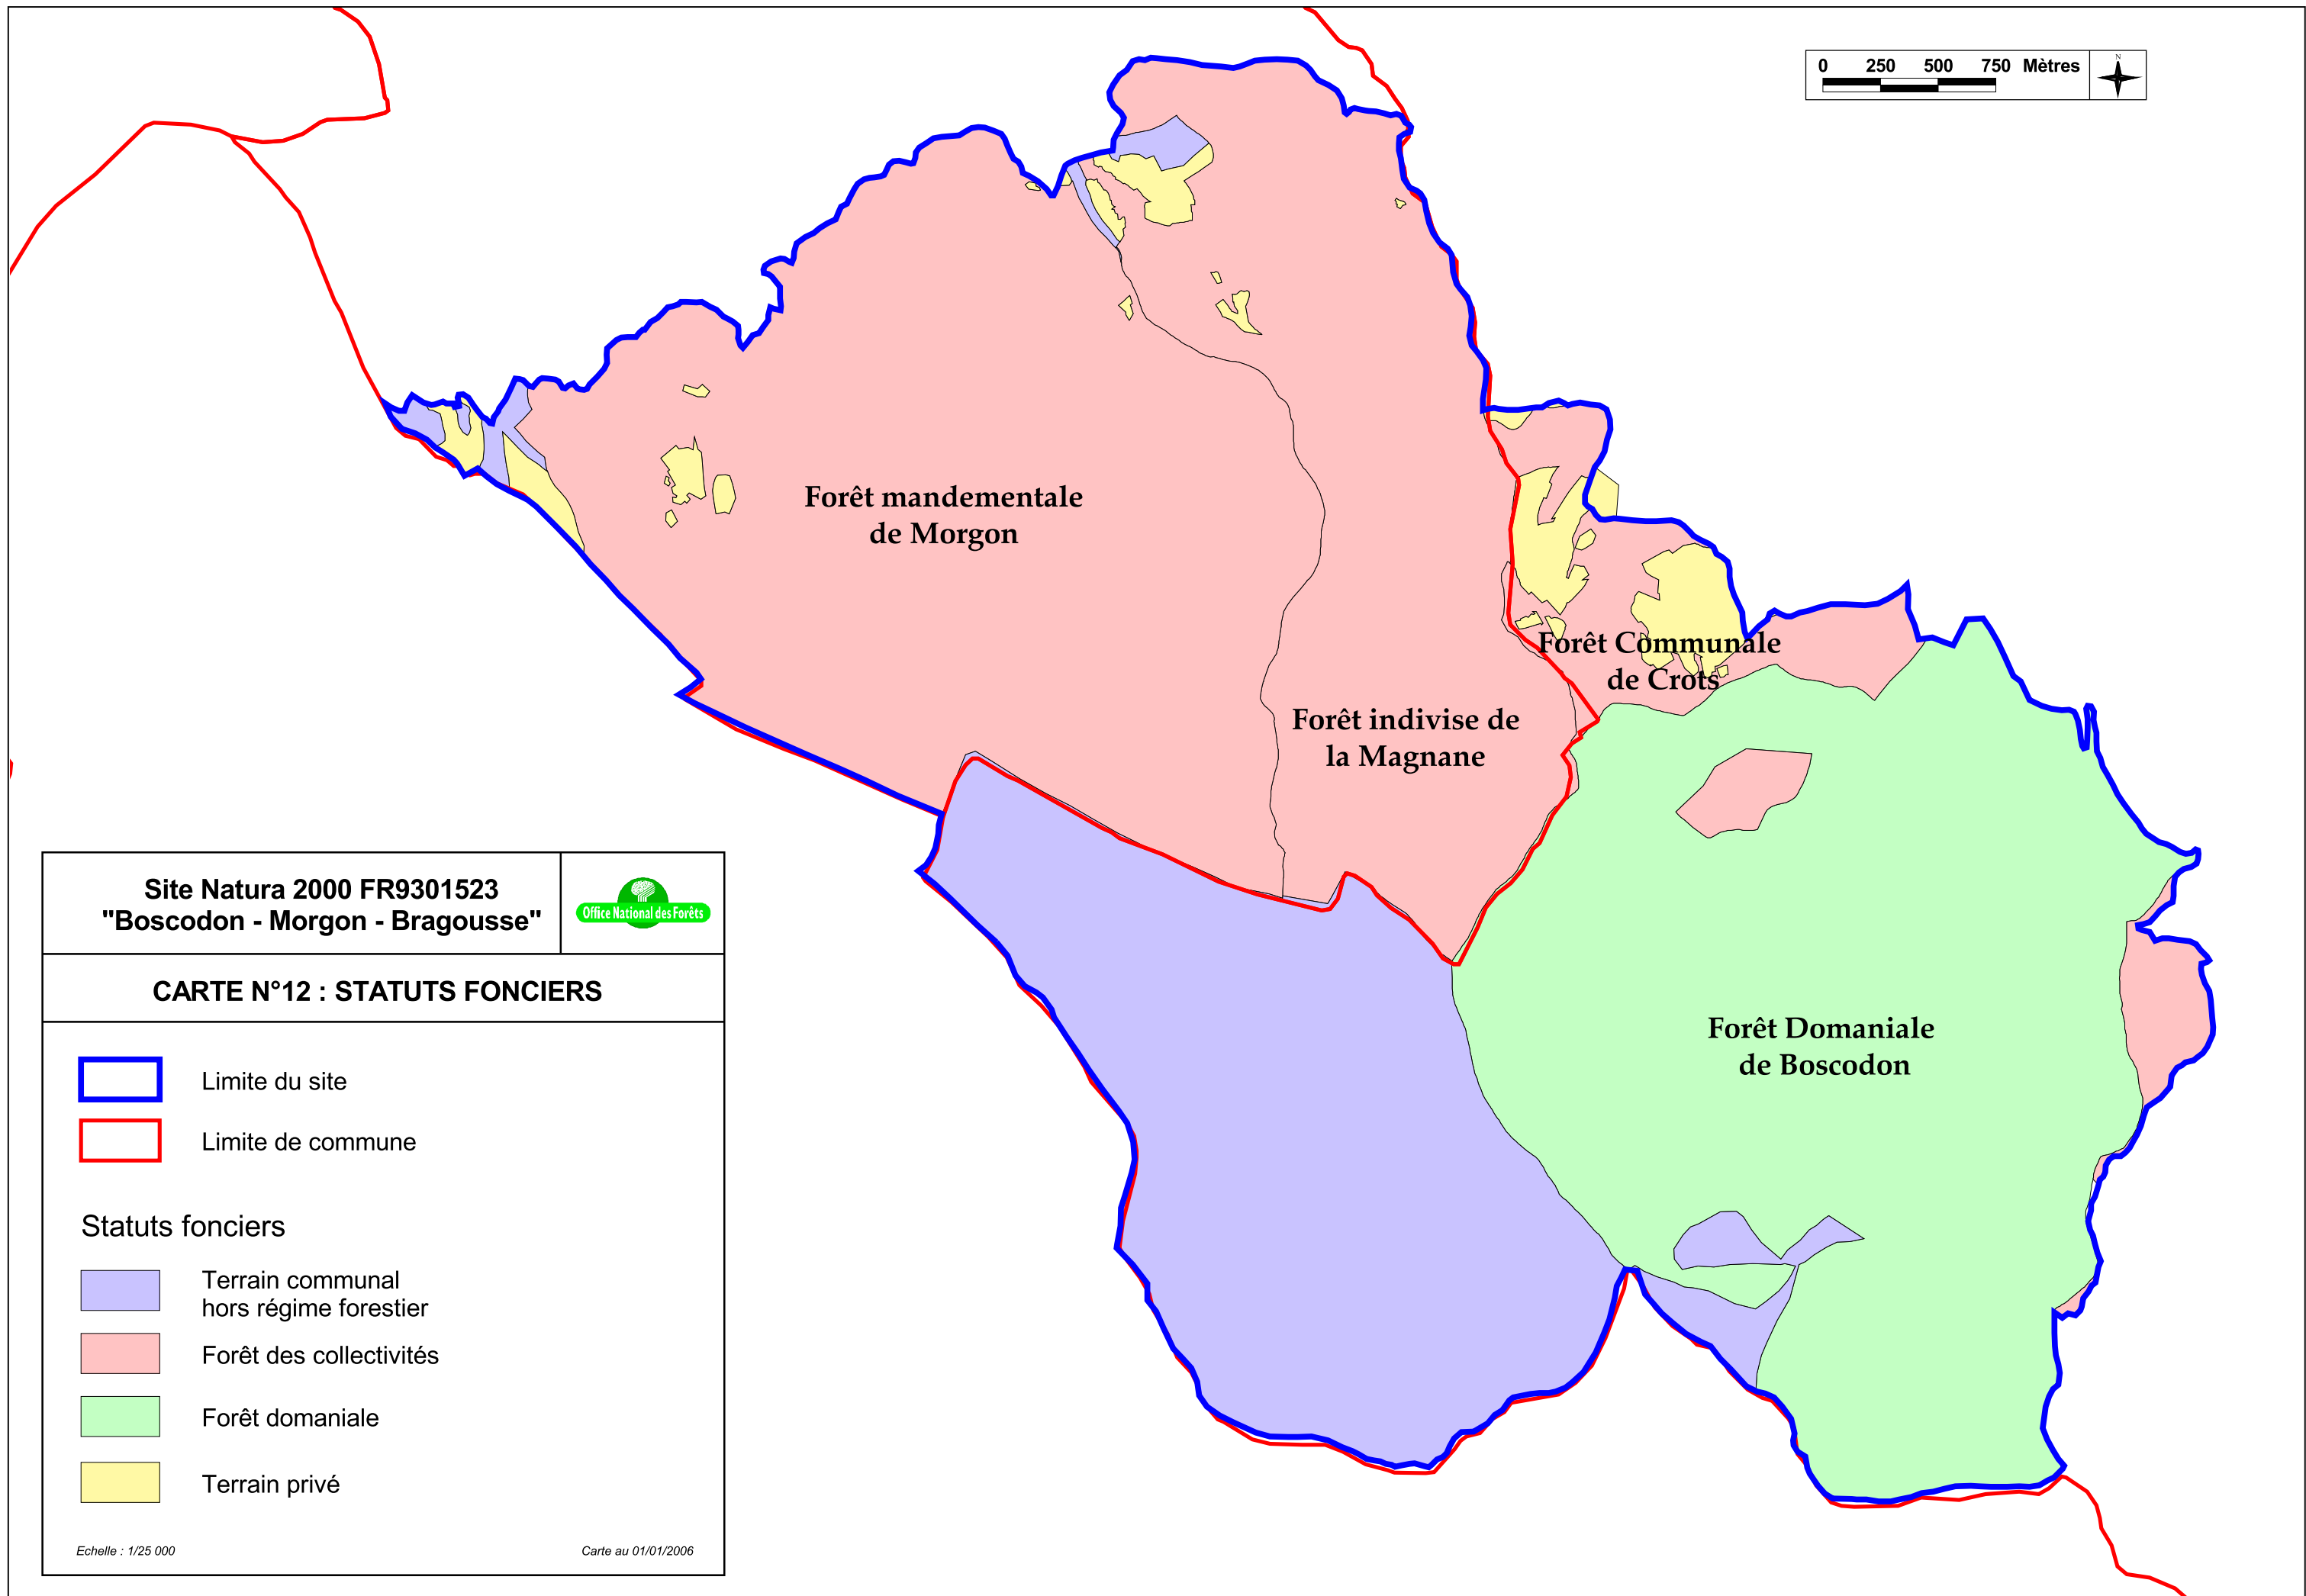 0 250 500 750 Mètres
N
Forêt mandementale
de Morgon
Forêt Communale
de Crots
Forêt indivise de
la Magnane
Forêt Domaniale
de Boscodon
Site Natura 2000 FR9301523
"Boscodon - Morgon - Bragousse"
Office National des Forêts
CARTE N°12 : STATUTS FONCIERS
Limite du site
Limite de commune
Statuts fonciers
Terrain communal
hors régime forestier
Forêt des collectivités
Forêt domaniale
Terrain privé
Echelle : 1/25 000
Carte au 01/01/2006